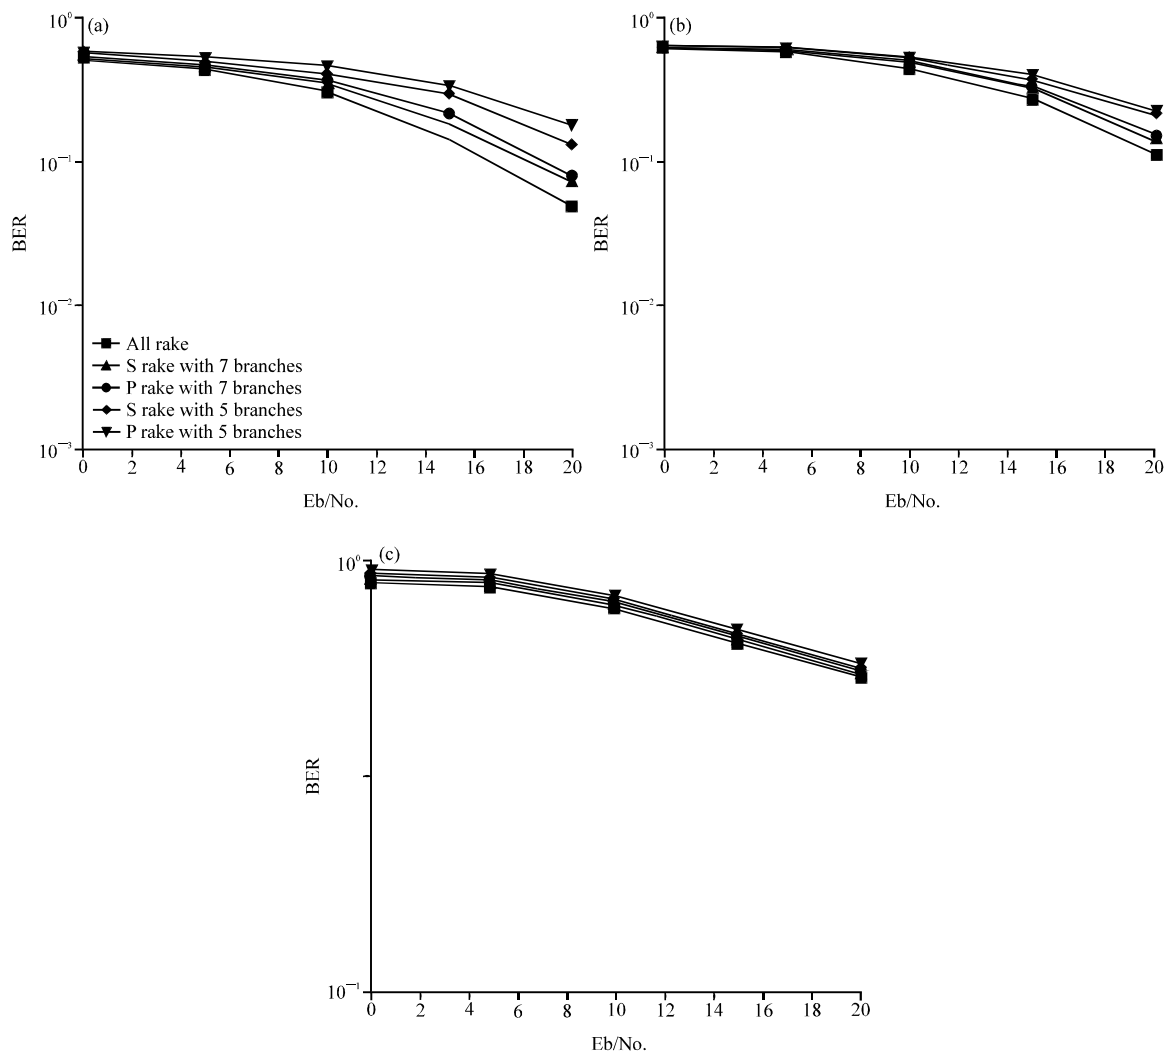 (a)
10⁰
10⁻¹
10⁻²
10⁻³
BER
All rake
S rake with 7 branches
P rake with 7 branches
S rake with 5 branches
P rake with 5 branches
0 2 4 6 8 10 12 14 16 18 20
Eb/No.
(b)
10⁰
10⁻¹
10⁻²
10⁻³
BER
0 2 4 6 8 10 12 14 16 18 20
Eb/No.
(c)
10⁰
BER
10⁻¹
0 2 4 6 8 10 12 14 16 18 20
Eb/No.